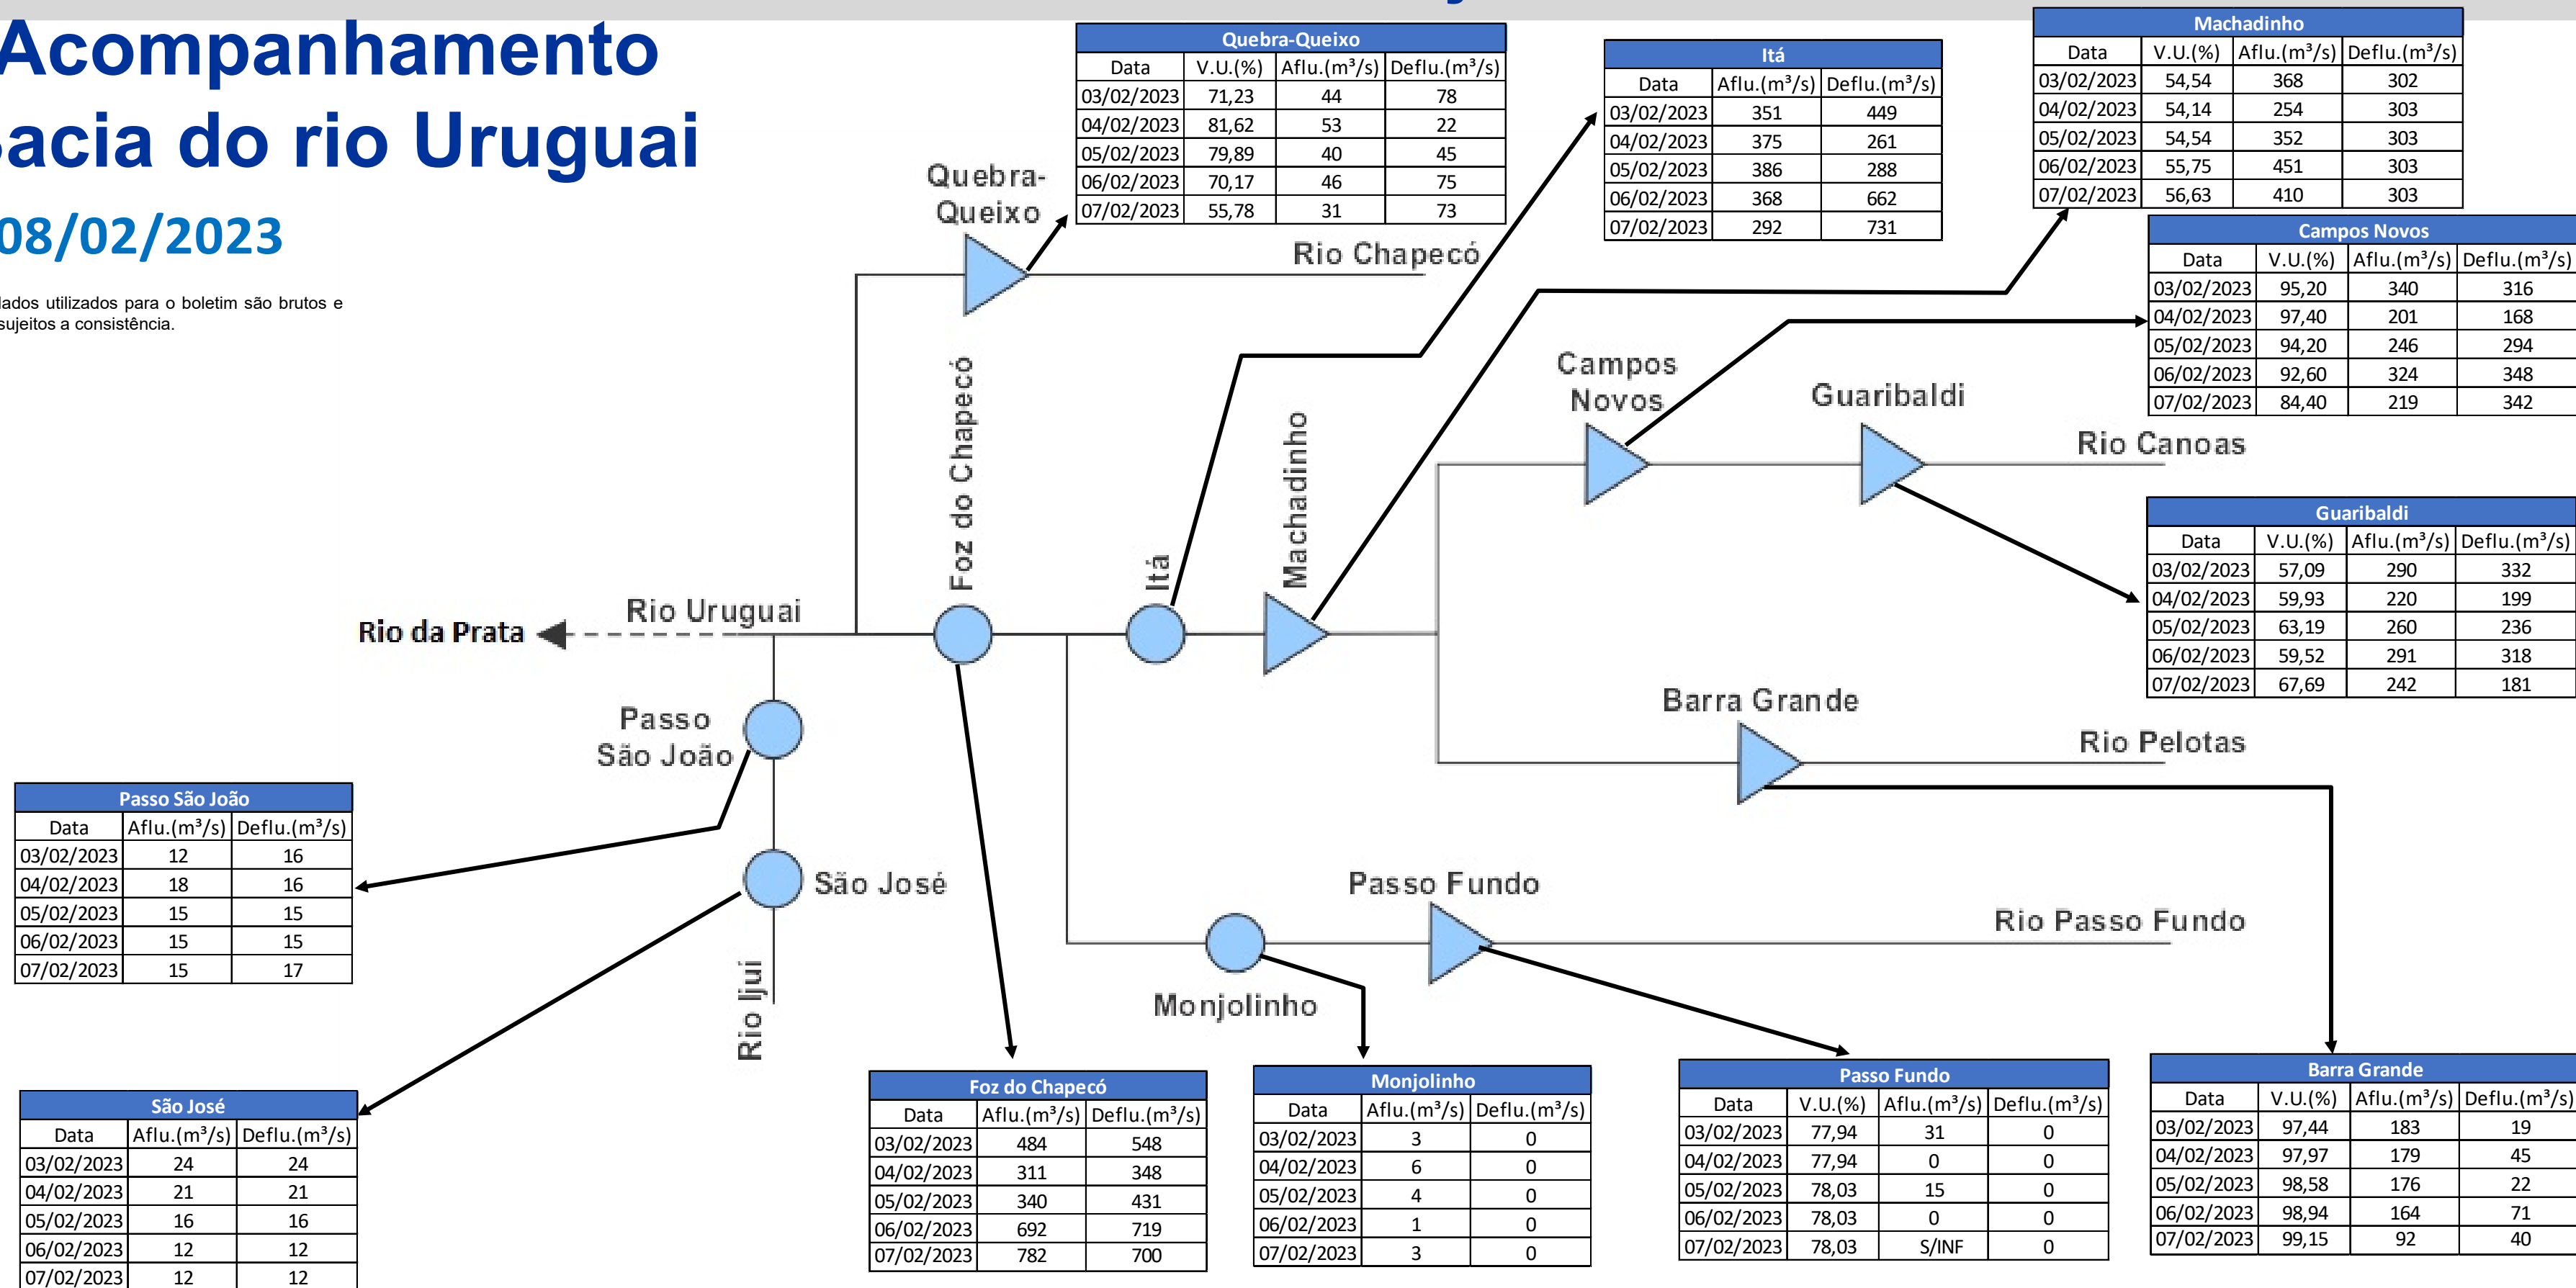 Acompanhamento
acia do rio Uruguai
08/02/2023
dados utilizados para o boletim são brutos e
sujeitos a consistência.
Quebra-Queixo
Data V.U.(%) Aflu.(m³/s) Deflu.(m³/s)
03/02/2023 71,23 44 78
04/02/2023 81,62 53 22
05/02/2023 79,89 40 45
06/02/2023 70,17 46 75
07/02/2023 55,78 31 73
Itá
Data Aflu.(m³/s) Deflu.(m³/s)
03/02/2023 351 449
04/02/2023 375 261
05/02/2023 386 288
06/02/2023 368 662
07/02/2023 292 731
Machadinho
Data V.U.(%) Aflu.(m³/s) Deflu.(m³/s)
03/02/2023 54,54 368 302
04/02/2023 54,14 254 303
05/02/2023 54,54 352 303
06/02/2023 55,75 451 303
07/02/2023 56,63 410 303
Campos Novos
Data V.U.(%) Aflu.(m³/s) Deflu.(m³/s)
03/02/2023 95,20 340 316
04/02/2023 97,40 201 168
05/02/2023 94,20 246 294
06/02/2023 92,60 324 348
07/02/2023 84,40 219 342
Quebra-
Queixo
Rio Chapecó
Foz do Chapecó
Itá
Machadinho
Campos
Novos
Guaribaldi
Rio Canoas
Guaribaldi
Data V.U.(%) Aflu.(m³/s) Deflu.(m³/s)
03/02/2023 57,09 290 332
04/02/2023 59,93 220 199
05/02/2023 63,19 260 236
06/02/2023 59,52 291 318
07/02/2023 67,69 242 181
Rio da Prata
Rio Uruguai
Barra Grande
Rio Pelotas
Passo
São João
São José
Rio Ijuí
Passo Fundo
Rio Passo Fundo
Monjolinho
Passo São João
Data Aflu.(m³/s) Deflu.(m³/s)
03/02/2023 12 16
04/02/2023 18 16
05/02/2023 15 15
06/02/2023 15 15
07/02/2023 15 17
São José
Data Aflu.(m³/s) Deflu.(m³/s)
03/02/2023 24 24
04/02/2023 21 21
05/02/2023 16 16
06/02/2023 12 12
07/02/2023 12 12
Foz do Chapecó
Data Aflu.(m³/s) Deflu.(m³/s)
03/02/2023 484 548
04/02/2023 311 348
05/02/2023 340 431
06/02/2023 692 719
07/02/2023 782 700
Monjolinho
Data Aflu.(m³/s) Deflu.(m³/s)
03/02/2023 3 0
04/02/2023 6 0
05/02/2023 4 0
06/02/2023 1 0
07/02/2023 3 0
Passo Fundo
Data V.U.(%) Aflu.(m³/s) Deflu.(m³/s)
03/02/2023 77,94 31 0
04/02/2023 77,94 0 0
05/02/2023 78,03 15 0
06/02/2023 78,03 0 0
07/02/2023 78,03 S/INF 0
Barra Grande
Data V.U.(%) Aflu.(m³/s) Deflu.(m³/s)
03/02/2023 97,44 183 19
04/02/2023 97,97 179 45
05/02/2023 98,58 176 22
06/02/2023 98,94 164 71
07/02/2023 99,15 92 40